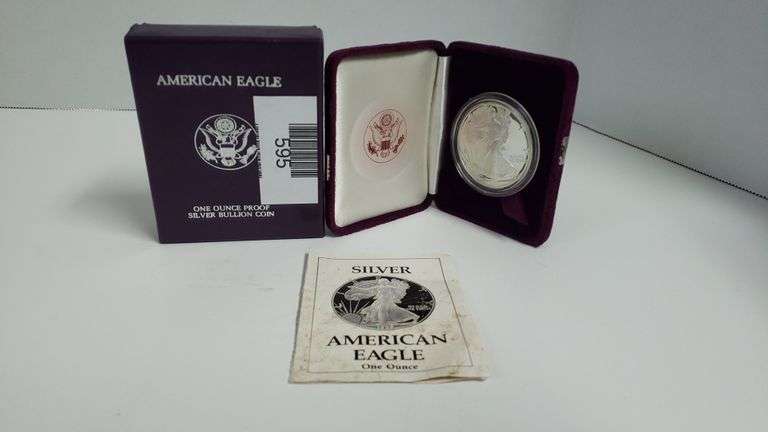 AMERICAN EAGLE
595
ONE OUNCE PROOF
SILVER BULLION COIN
SILVER
AMERICAN
EAGLE
One Ounce